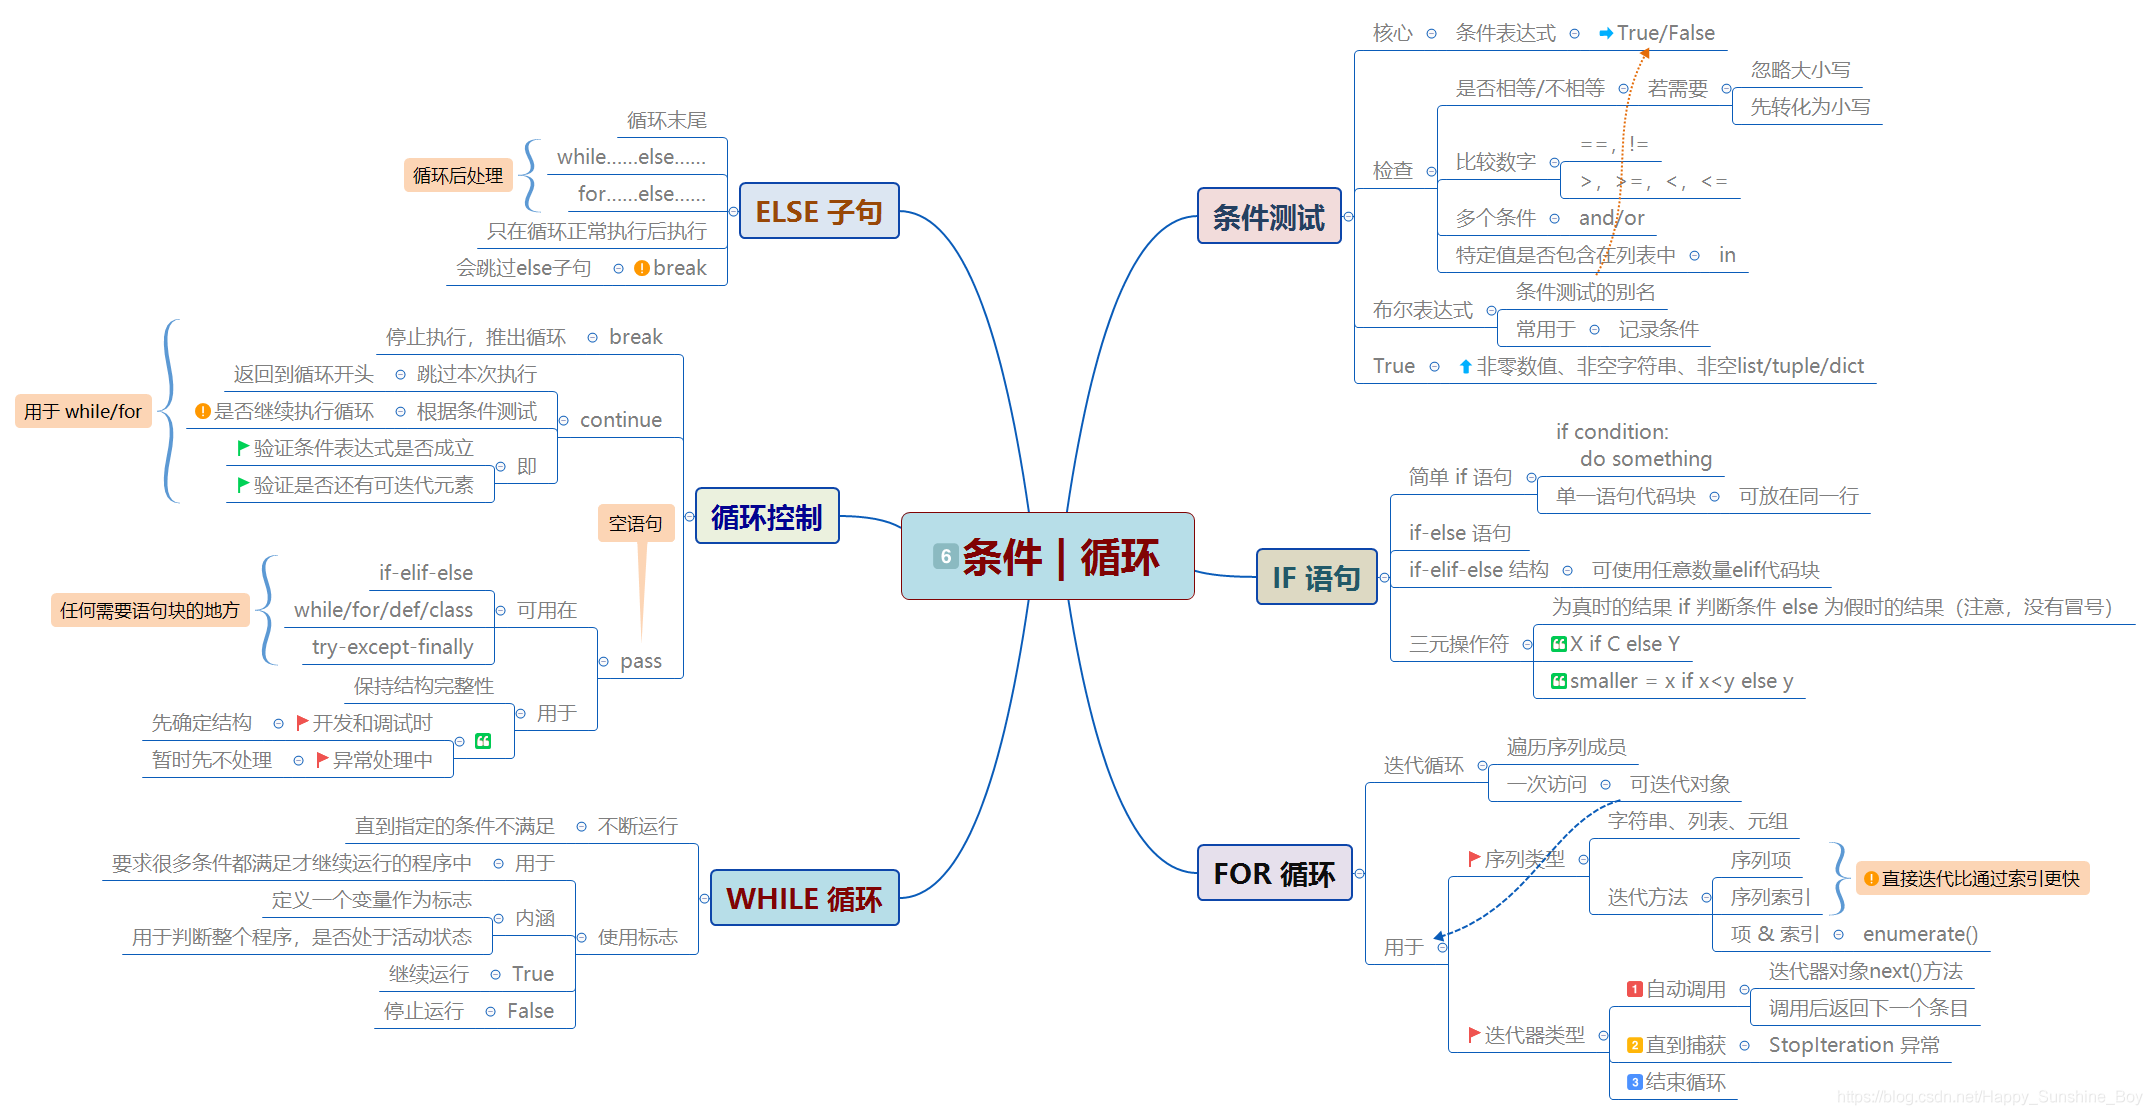 6 条件 | 循环
条件测试
核心
条件表达式
True/False
检查
是否相等/不相等
若需要
忽略大小写
先转化为小写
比较数字
==, !=
>, >=, <, <=
多个条件
and/or
特定值是否包含在列表中
in
布尔表达式
条件测试的别名
常用于
记录条件
True
非零数值、非空字符串、非空list/tuple/dict
IF 语句
简单 if 语句
if condition:
do something
单一语句代码块
可放在同一行
if-else 语句
if-elif-else 结构
可使用任意数量elif代码块
三元操作符
为真时的结果 if 判断条件 else 为假时的结果（注意，没有冒号）
X if C else Y
smaller = x if x<y else y
FOR 循环
迭代循环
遍历序列成员
一次访问
可迭代对象
用于
序列类型
字符串、列表、元组
迭代方法
序列项
序列索引
直接迭代比通过索引更快
项 & 索引
enumerate()
迭代器类型
1 自动调用
迭代器对象next()方法
调用后返回下一个条目
2 直到捕获
StopIteration 异常
3 结束循环
ELSE 子句
循环末尾
while......else......
for......else......
循环后处理
只在循环正常执行后执行
会跳过else子句
break
循环控制
停止执行，推出循环
break
用于 while/for
返回到循环开头
跳过本次执行
是否继续执行循环
根据条件测试
continue
验证条件表达式是否成立
验证是否还有可迭代元素
即
空语句
pass
任何需要语句块的地方
if-elif-else
while/for/def/class
try-except-finally
可用在
保持结构完整性
用于
先确定结构
开发和调试时
暂时先不处理
异常处理中
WHILE 循环
直到指定的条件不满足
不断运行
要求很多条件都满足才继续运行的程序中
用于
定义一个变量作为标志
用于判断整个程序，是否处于活动状态
内涵
使用标志
继续运行
True
停止运行
False
https://blog.csdn.net/Happy_Sunshine_Boy